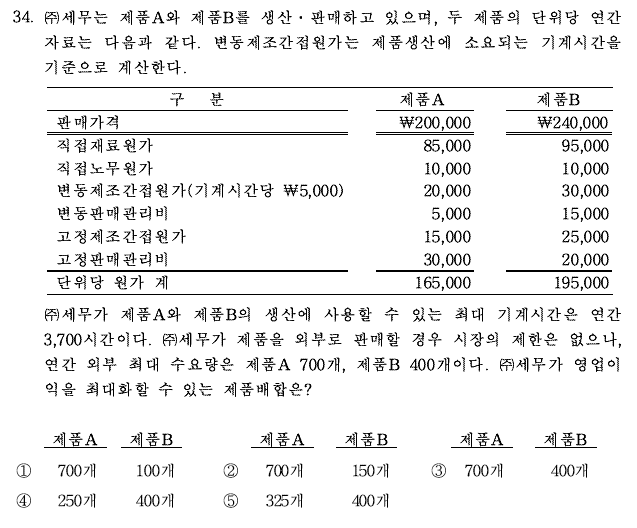 34. ㈜세무는 제품A와 제품B를 생산·판매하고 있으며, 두 제품의 단위당 연간
자료는 다음과 같다. 변동제조간접원가는 제품생산에 소요되는 기계시간을
기준으로 계산한다.
구 분 제품A 제품B
판매가격 ₩200,000 ₩240,000
직접재료원가 85,000 95,000
직접노무원가 10,000 10,000
변동제조간접원가(기계시간당 ₩5,000) 20,000 30,000
변동판매관리비 5,000 15,000
고정제조간접원가 15,000 25,000
고정판매관리비 30,000 20,000
단위당 원가 계 165,000 195,000
㈜세무가 제품A와 제품B의 생산에 사용할 수 있는 최대 기계시간은 연간
3,700시간이다. ㈜세무가 제품을 외부로 판매할 경우 시장의 제한은 없으나,
연간 외부 최대 수요량은 제품A 700개, 제품B 400개이다. ㈜세무가 영업이
익을 최대화할 수 있는 제품배합은?
제품A 제품B 제품A 제품B 제품A 제품B
① 700개 100개 ② 700개 150개 ③ 700개 400개
④ 250개 400개 ⑤ 325개 400개